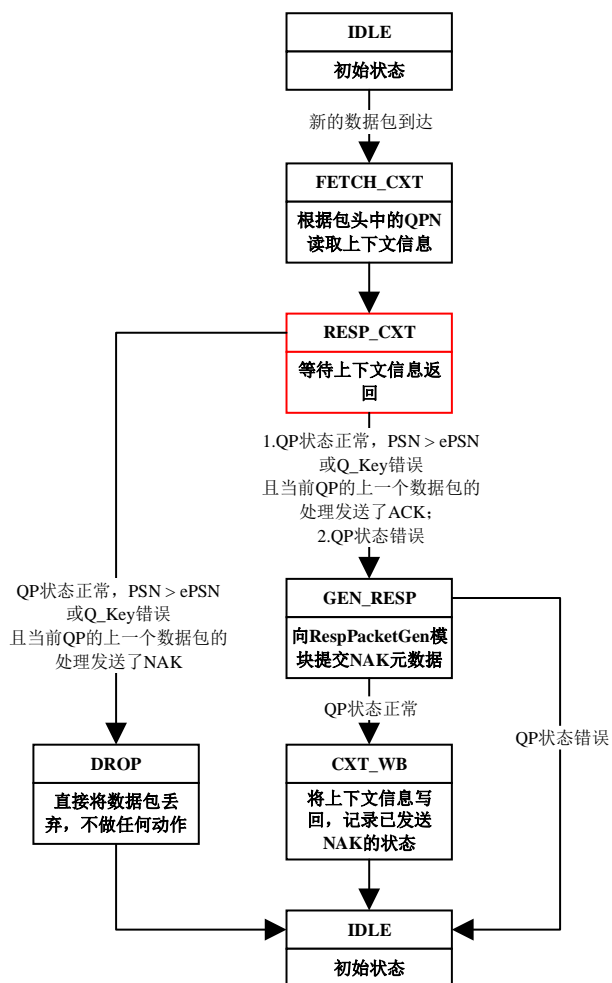 IDLE
初始状态
新的数据包到达
FETCH_CXT
根据包头中的QPN
读取上下文信息
RESP_CXT
等待上下文信息返
回
1.QP状态正常，PSN > ePSN
或Q_Key错误
且当前QP的上一个数据包的
处理发送了ACK；
2.QP状态错误
QP状态正常，PSN > ePSN
或Q_Key错误
且当前QP的上一个数据包的
处理发送了NAK
GEN_RESP
向RespPacketGen模
块提交NAK元数据
QP状态正常
QP状态错误
DROP
直接将数据包丢
弃，不做任何动作
CXT_WB
将上下文信息写
回，记录已发送
NAK的状态
IDLE
初始状态